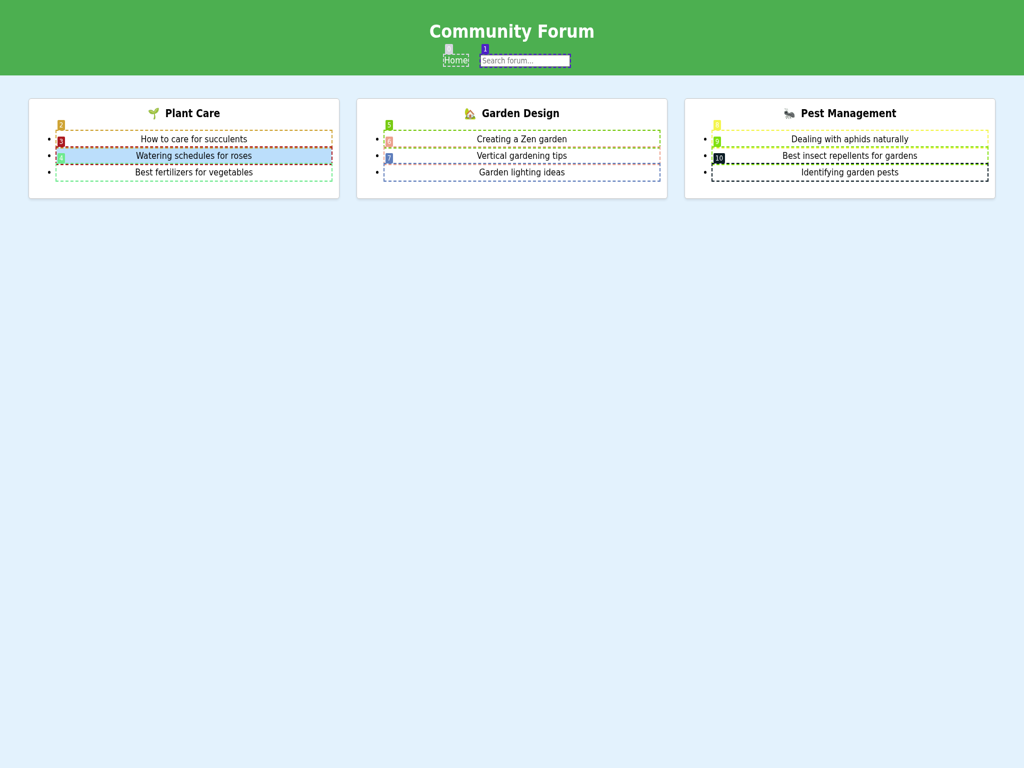 Community Forum
0
1
Home
Search forum...
🌱 Plant Care
2
How to care for succulents
3
Watering schedules for roses
4
Best fertilizers for vegetables
🏡 Garden Design
5
Creating a Zen garden
6
Vertical gardening tips
7
Garden lighting ideas
🐜 Pest Management
8
Dealing with aphids naturally
9
Best insect repellents for gardens
10
Identifying garden pests